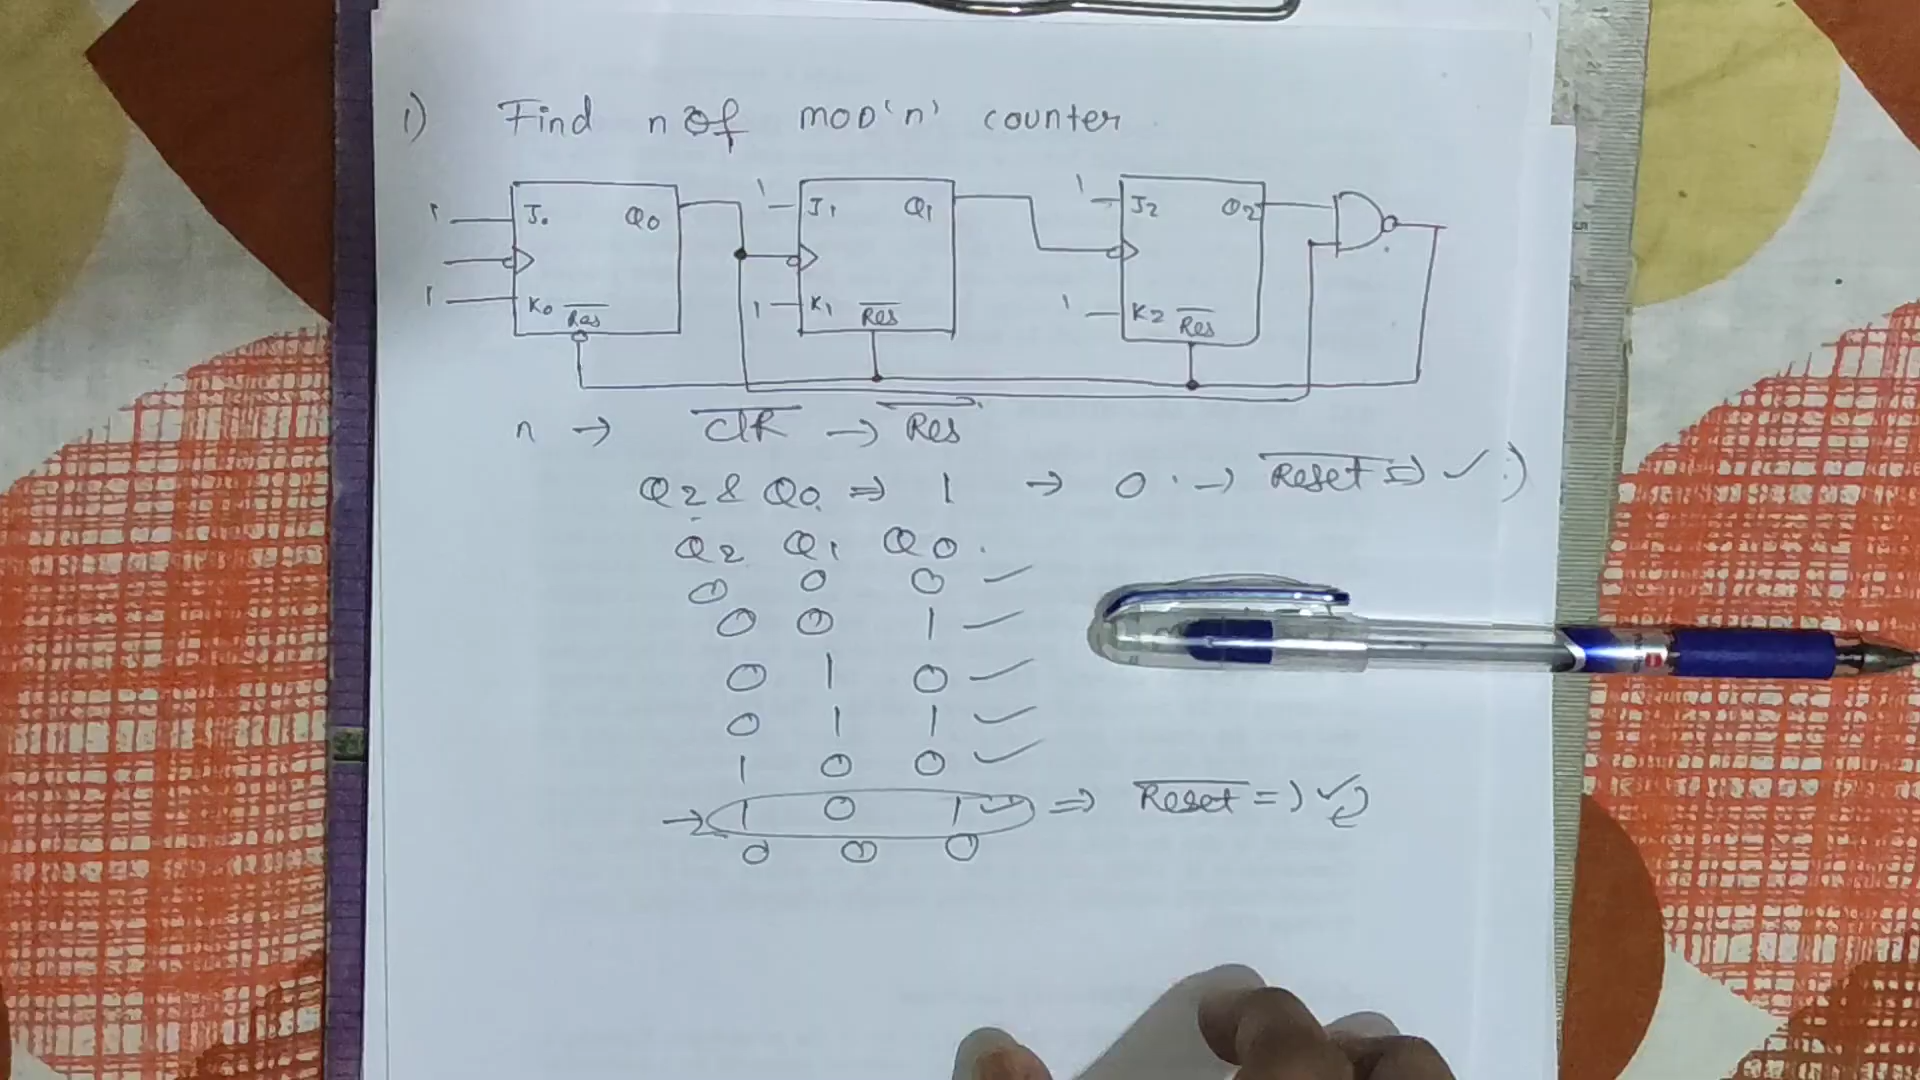 1) Find n of mod 'n' counter
1 J0 Q0 1 J1 Q1 1 J2 Q2
1 K0 Res 1 K1 Res 1 K2 Res
n → CLR → Res
Q2 & Q0 ⇒ 1 → 0 . → Reset ⇒ ✓ :)
Q2 Q1 Q0 .
0 0 0 ✓
0 0 1 ✓
0 1 0 ✓
0 1 1 ✓
1 0 0 ✓
→ 1 0 1 ✓ ⇒ Reset ⇒ ✓
0 0 0